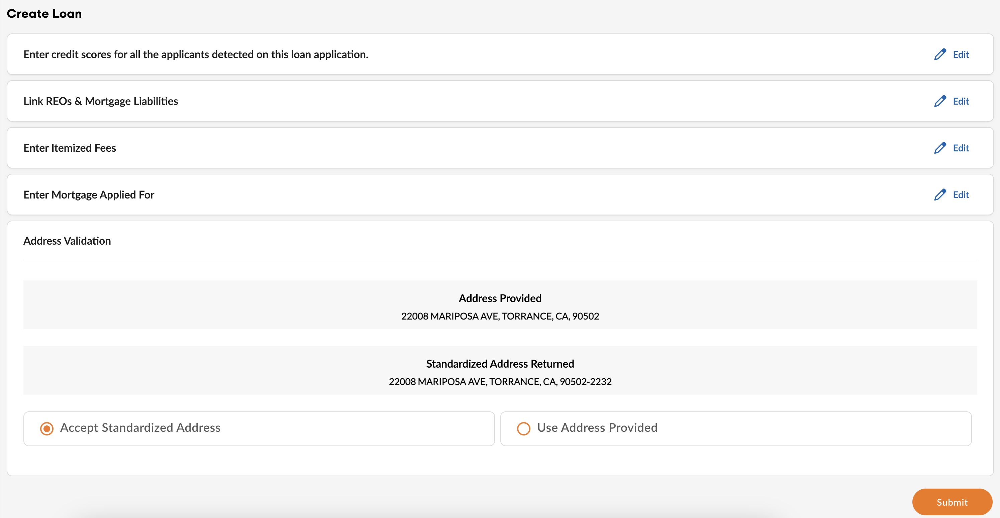 Create Loan
Enter credit scores for all the applicants detected on this loan application.
Edit
Link REOs & Mortgage Liabilities
Edit
Enter Itemized Fees
Edit
Enter Mortgage Applied For
Edit
Address Validation
Address Provided
22008 MARIPOSA AVE, TORRANCE, CA, 90502
Standardized Address Returned
22008 MARIPOSA AVE, TORRANCE, CA, 90502-2232
Accept Standardized Address
Use Address Provided
Submit